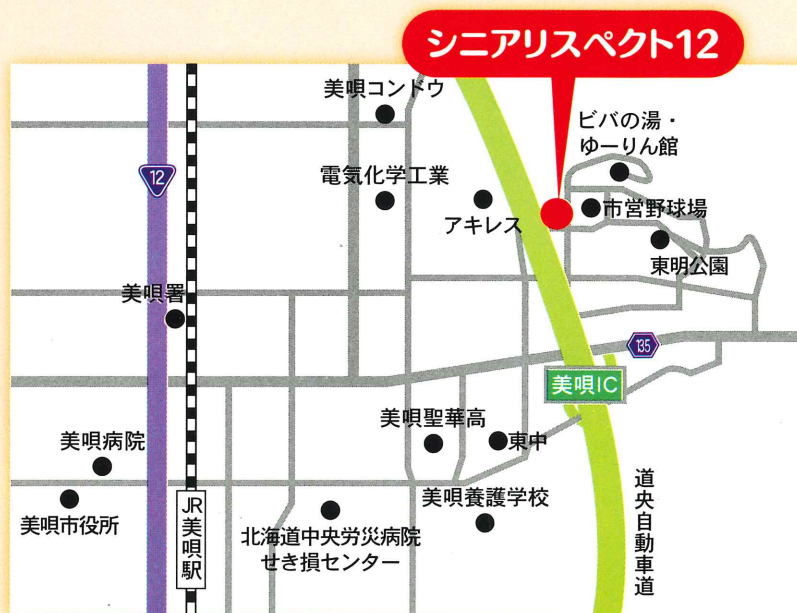 シニアリスペクト12
美唄コンドウ
ビバの湯・
ゆーりん館
12
電気化学工業
アキレス
市営野球場
東明公園
美唄署
135
美唄IC
美唄聖華高
東中
美唄病院
美唄養護学校
美唄市役所
JR美唄駅
北海道中央労災病院
せき損センター
道央自動車道